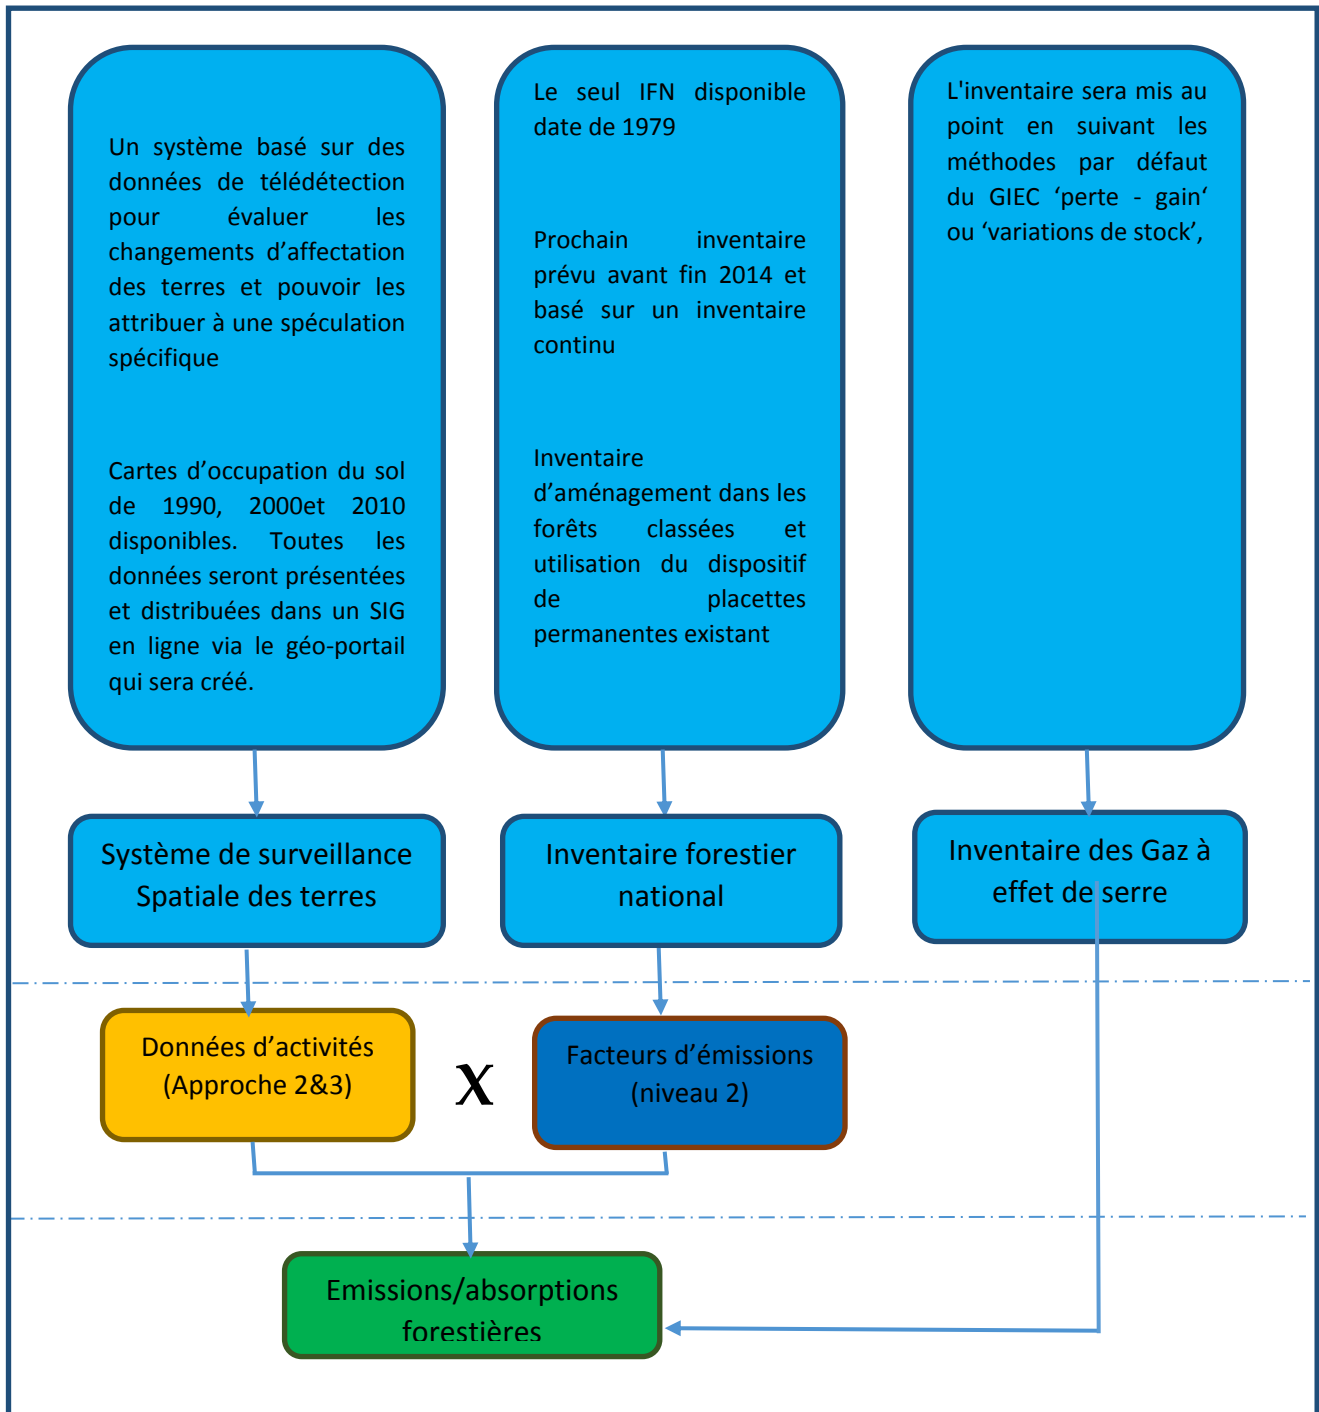 Un système basé sur des
données de télédétection
pour évaluer les
changements d’affectation
des terres et pouvoir les
attribuer à une spéculation
spécifique
Cartes d’occupation du sol
de 1990, 2000et 2010
disponibles. Toutes les
données seront présentées
et distribuées dans un SIG
en ligne via le géo-portail
qui sera créé.
Le seul IFN disponible
date de 1979
Prochain inventaire
prévu avant fin 2014 et
basé sur un inventaire
continu
Inventaire
d’aménagement dans les
forêts classées et
utilisation du dispositif
de placettes
permanentes existant
L'inventaire sera mis au
point en suivant les
méthodes par défaut
du GIEC ‘perte - gain‘
ou ‘variations de stock’,
Système de surveillance
Spatiale des terres
Inventaire forestier
national
Inventaire des Gaz à
effet de serre
Données d’activités
(Approche 2&3)
X
Facteurs d’émissions
(niveau 2)
Emissions/absorptions
forestières